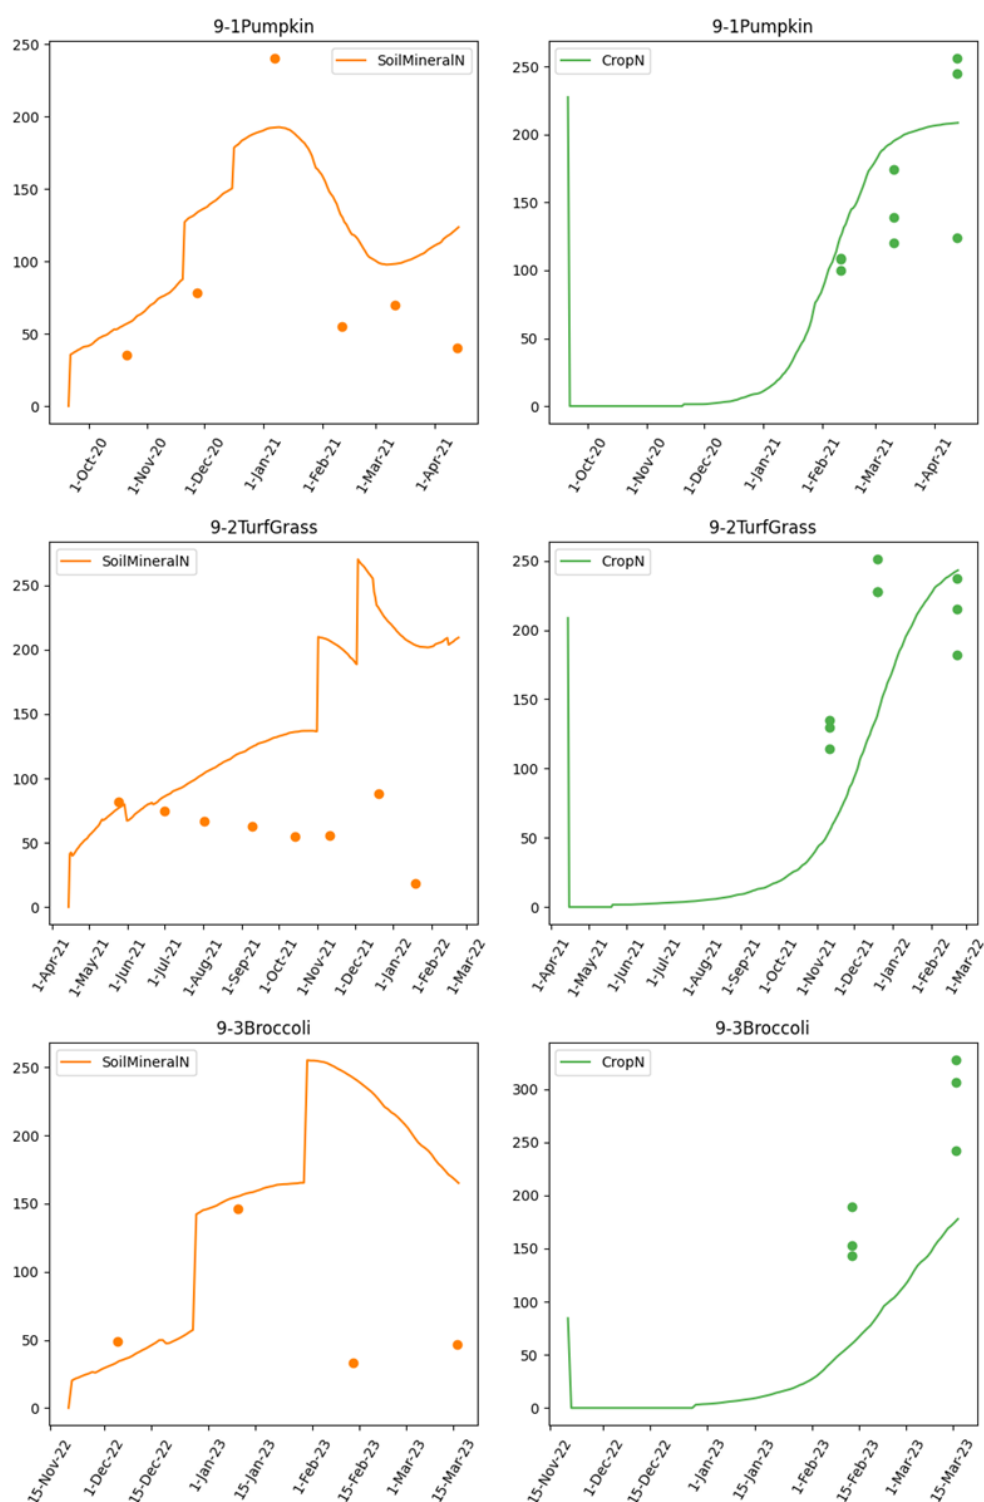 9-1Pumpkin
SoilMineralN
250
200
150
100
50
0
1-Oct-20
1-Nov-20
1-Dec-20
1-Jan-21
1-Feb-21
1-Mar-21
1-Apr-21
9-1Pumpkin
CropN
250
200
150
100
50
0
1-Oct-20
1-Nov-20
1-Dec-20
1-Jan-21
1-Feb-21
1-Mar-21
1-Apr-21
9-2TurfGrass
SoilMineralN
250
200
150
100
50
0
1-Apr-21
1-May-21
1-Jun-21
1-Jul-21
1-Aug-21
1-Sep-21
1-Oct-21
1-Nov-21
1-Dec-21
1-Jan-22
1-Feb-22
1-Mar-22
9-2TurfGrass
CropN
250
200
150
100
50
0
1-Apr-21
1-May-21
1-Jun-21
1-Jul-21
1-Aug-21
1-Sep-21
1-Oct-21
1-Nov-21
1-Dec-21
1-Jan-22
1-Feb-22
1-Mar-22
9-3Broccoli
SoilMineralN
250
200
150
100
50
0
15-Nov-22
1-Dec-22
15-Dec-22
1-Jan-23
15-Jan-23
1-Feb-23
15-Feb-23
1-Mar-23
15-Mar-23
9-3Broccoli
CropN
300
250
200
150
100
50
0
15-Nov-22
1-Dec-22
15-Dec-22
1-Jan-23
15-Jan-23
1-Feb-23
15-Feb-23
1-Mar-23
15-Mar-23